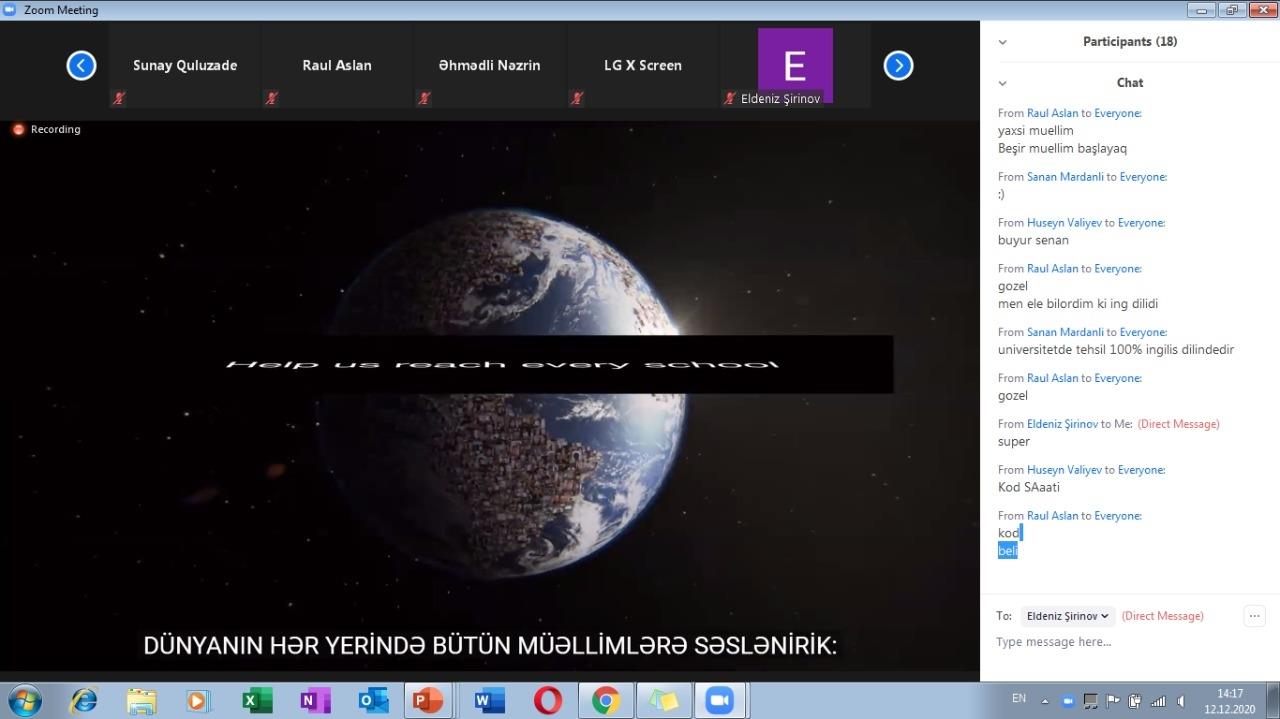 Zoom Meeting
Sunay Quluzade
Raul Aslan
Əhmədli Nəzrin
LG X Screen
E
Eldeniz Şirinov
Recording
Help us reach every school
DÜNYANIN HƏR YERİNDƏ BÜTÜN MÜƏLLİMLƏRƏ SƏSLƏNİRİK:
Participants (18)
Chat
From Raul Aslan to Everyone:
yaxsi muellim
Beşir muellim başlayaq
From Sanan Mardanli to Everyone:
:)
From Huseyn Valiyev to Everyone:
buyur senan
From Raul Aslan to Everyone:
gozel
men ele bilordim ki ing dilidi
From Sanan Mardanli to Everyone:
universitetde tehsil 100% ingilis dilindedir
From Raul Aslan to Everyone:
gozel
From Eldeniz Şirinov to Me: (Direct Message)
super
From Huseyn Valiyev to Everyone:
Kod SAaati
From Raul Aslan to Everyone:
kod
beli
To: Eldeniz Şirinov (Direct Message)
Type message here...
EN
14:17
12.12.2020